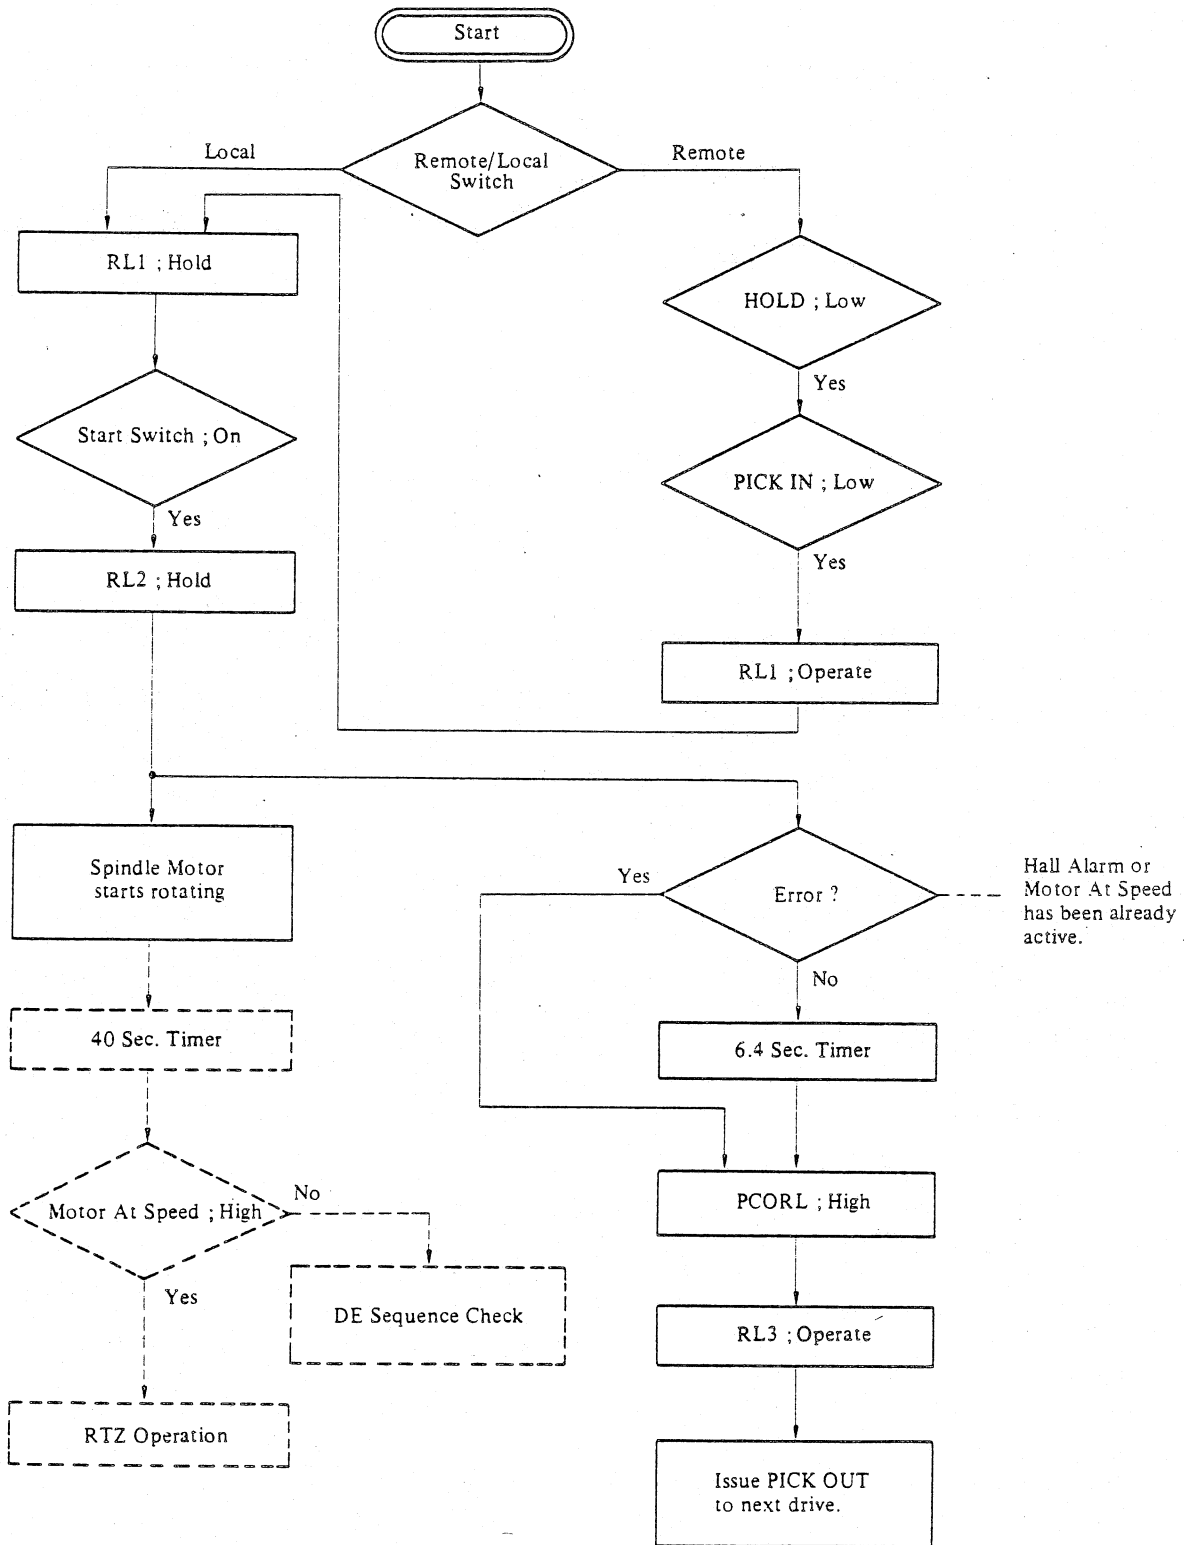 Start
Local
Remote/Local
Switch
Remote
RL1 ; Hold
HOLD ; Low
Yes
Start Switch ; On
PICK IN ; Low
Yes
Yes
RL2 ; Hold
RL1 ; Operate
Spindle Motor
starts rotating
Yes
Error ?
Hall Alarm or
Motor At Speed
has been already
active.
No
40 Sec. Timer
6.4 Sec. Timer
Motor At Speed ; High
No
PCORL ; High
Yes
DE Sequence Check
RL3 ; Operate
RTZ Operation
Issue PICK OUT
to next drive.